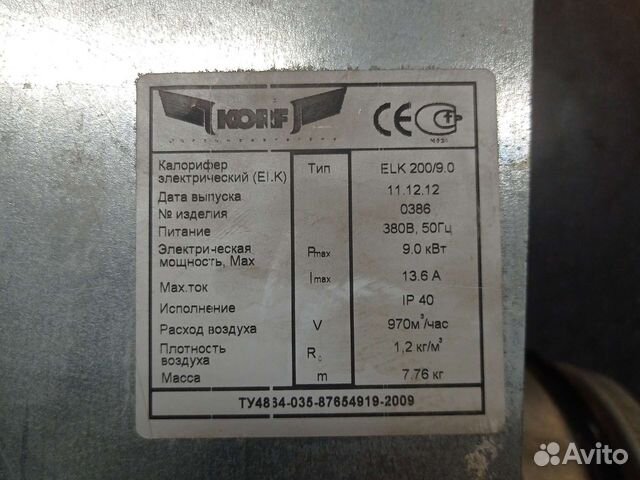 KORF CE
Калорифер электрический (ELK) Тип ELK 200/9.0
Дата выпуска 11.12.12
№ изделия 0386
Питание 380В, 50Гц
Электрическая мощность, Max Pmax 9.0 кВт
Max.ток Imax 13.6 А
Исполнение IP 40
Расход воздуха V 970м³/час
Плотность воздуха 1,2 кг/м³
Масса m 7.76 кг
ТУ4864-035-87654919-2009
Avito